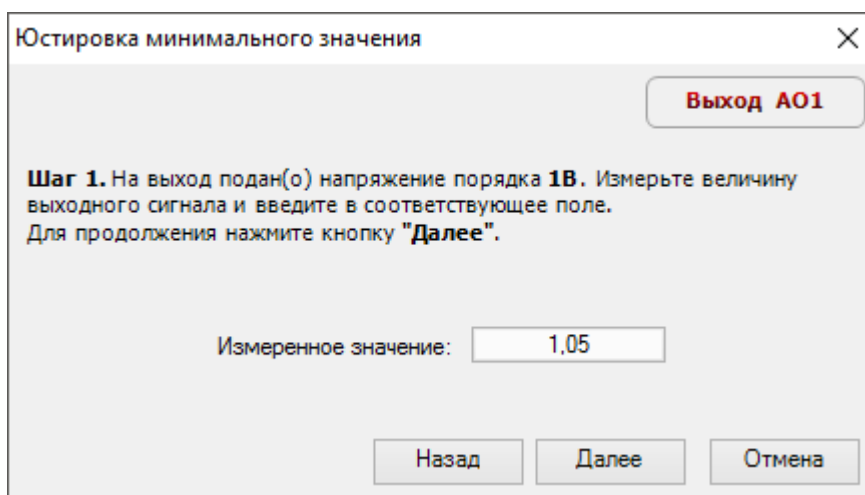 Юстировка минимального значения
Выход АО1
Шаг 1. На выход подан(о) напряжение порядка 1В. Измерьте величину
выходного сигнала и введите в соответствующее поле.
Для продолжения нажмите кнопку "Далее".
Измеренное значение: 1,05
Назад Далее Отмена